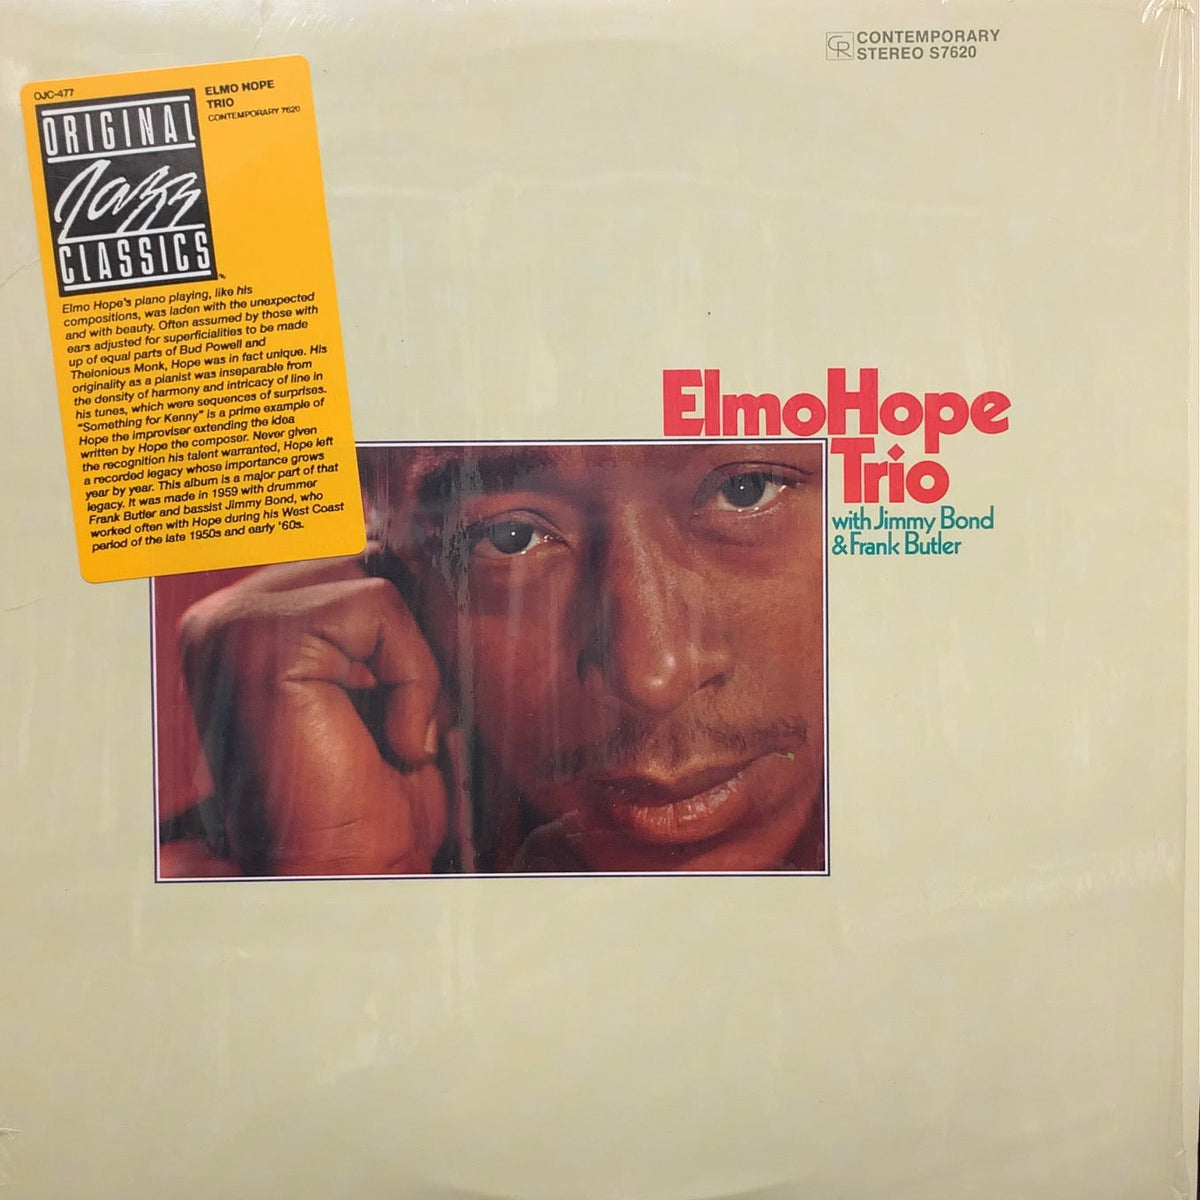 CR CONTEMPORARY
STEREO S7620
OJC-477
ELMO HOPE
TRIO
CONTEMPORARY 7620
ORIGINAL
Jazz
CLASSICS
Elmo Hope's piano playing, like his
compositions, was laden with the unexpected
and with beauty. Often assumed by those with
ears adjusted for superficialities to be made
up of equal parts of Bud Powell and
Thelonious Monk, Hope was in fact unique. His
originality as a pianist was inseparable from
the density of harmony and intricacy of line in
his tunes, which were sequences of surprises.
"Something for Kenny" is a prime example of
Hope the improviser extending the idea
written by Hope the composer. Never given
the recognition his talent warranted, Hope left
a recorded legacy whose importance grows
year by year. This album is a major part of that
legacy. It was made in 1959 with drummer
Frank Butler and bassist Jimmy Bond, who
worked often with Hope during his West Coast
period of the late 1950s and early '60s.
Elmo Hope
Trio
with Jimmy Bond
& Frank Butler